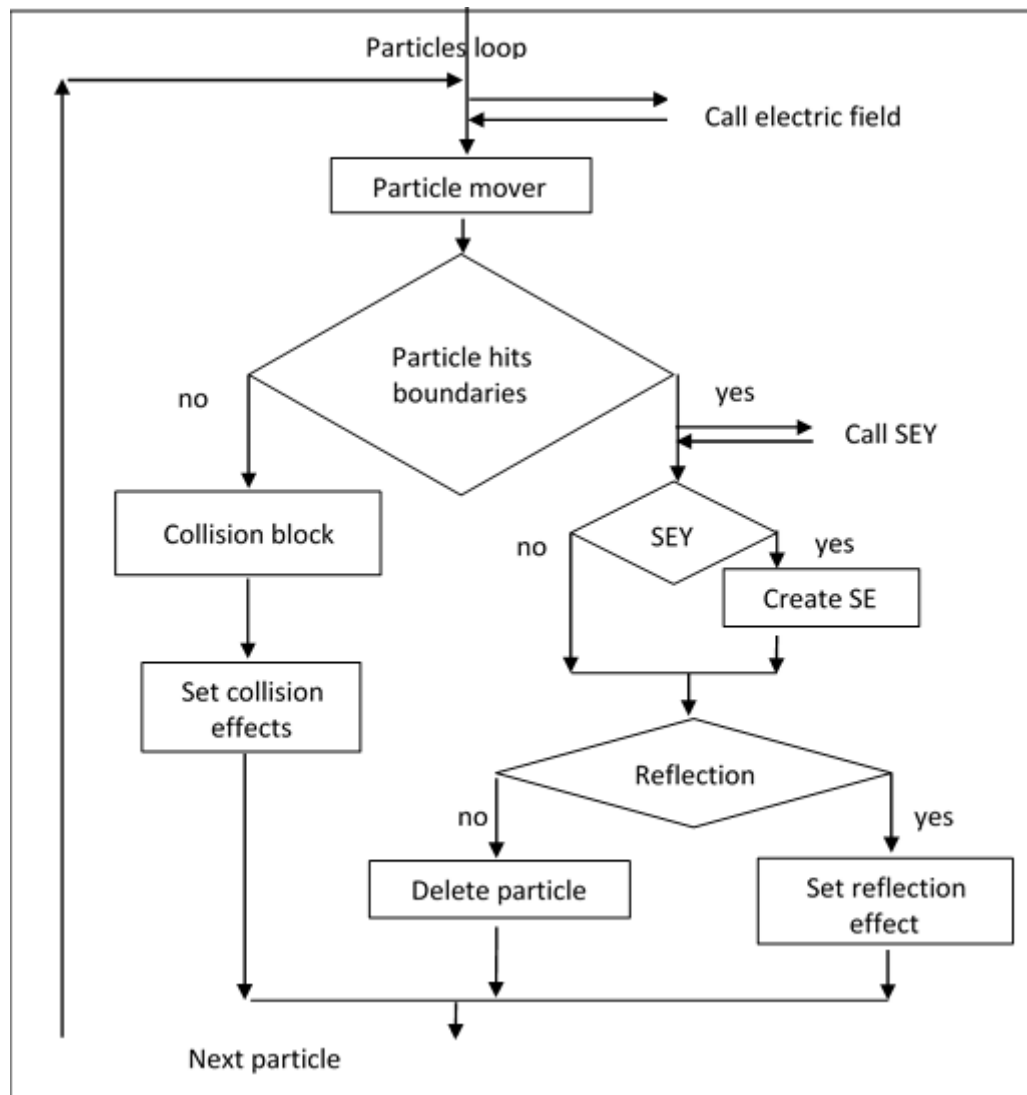 Particles loop
Call electric field
Particle mover
Particle hits
boundaries
no
yes
Call SEY
Collision block
SEY
no
yes
Create SE
Set collision
effects
Reflection
no
yes
Delete particle
Set reflection
effect
Next particle